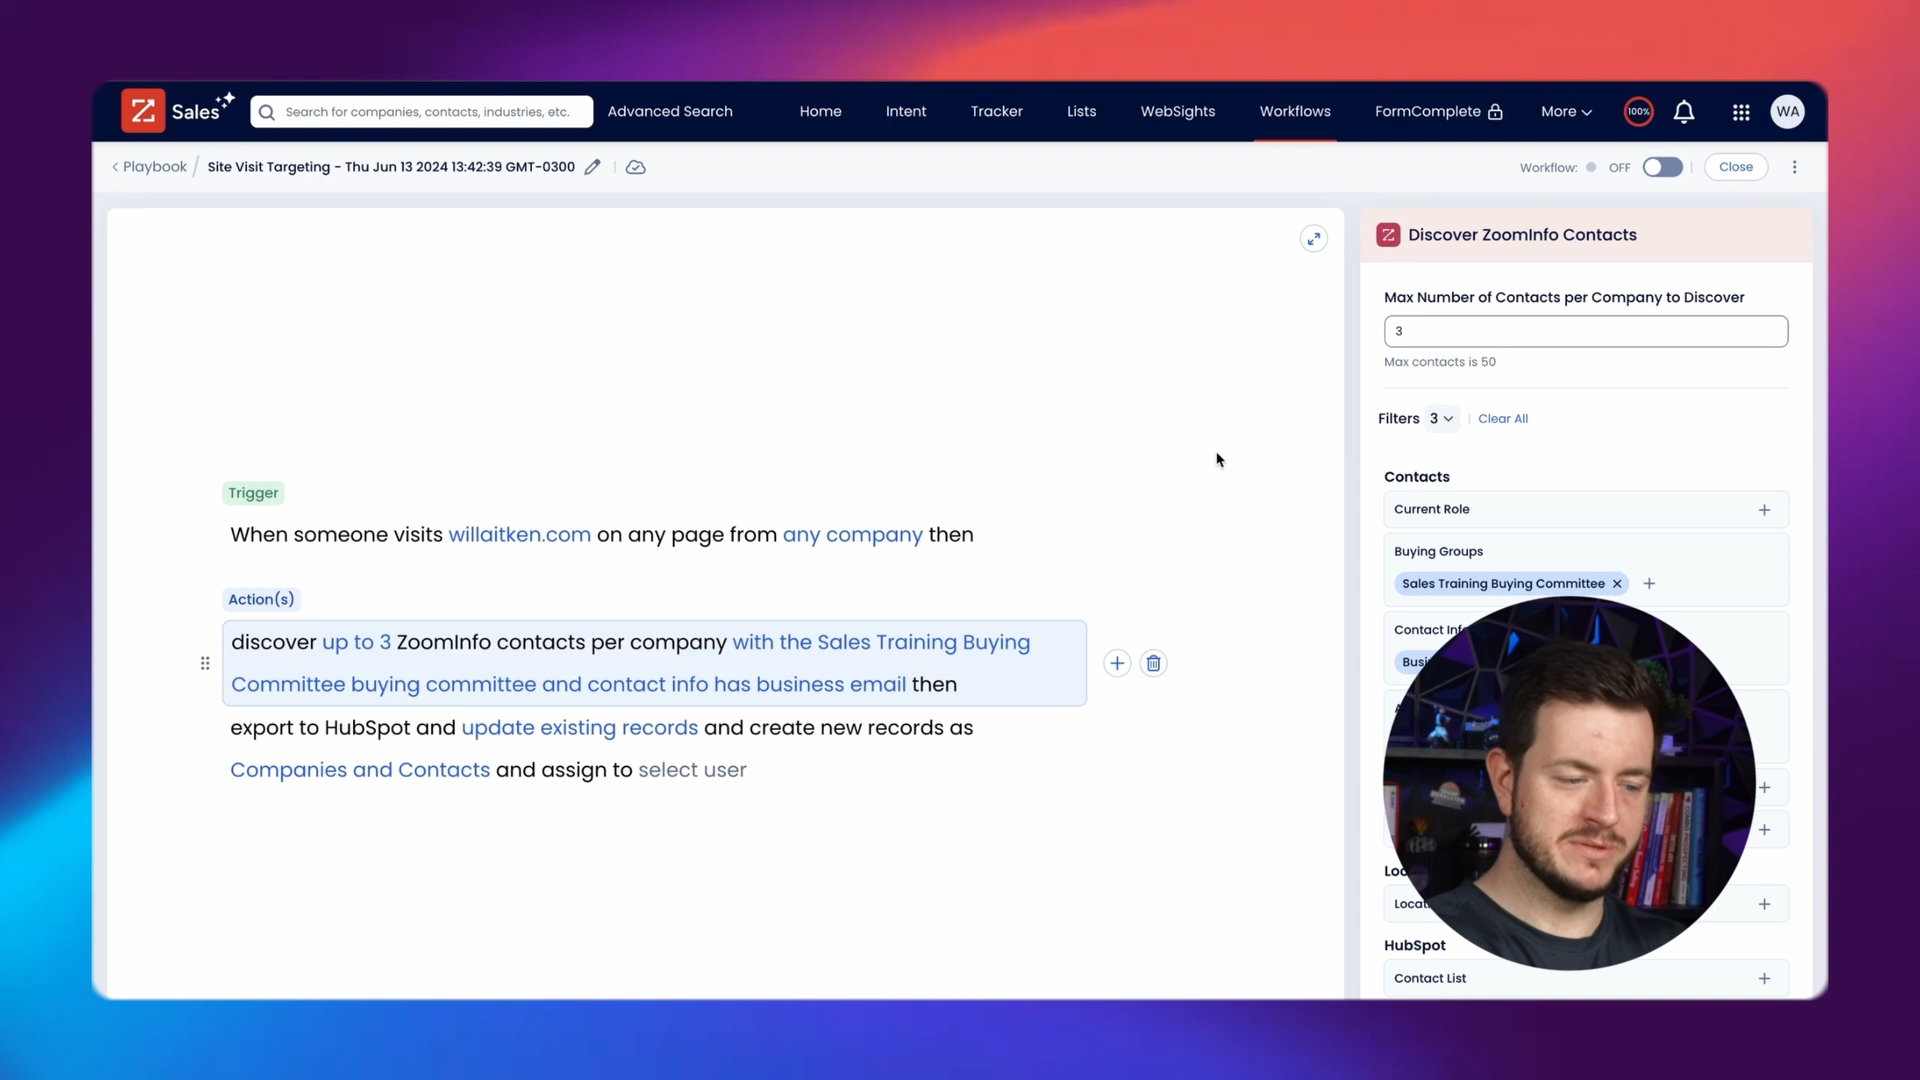 Sales
Search for companies, contacts, industries, etc.
Advanced Search
Home
Intent
Tracker
Lists
WebSights
Workflows
FormComplete
More
100%
WA
Playbook / Site Visit Targeting - Thu Jun 13 2024 13:42:39 GMT-0300
Workflow: OFF
Close
Trigger
When someone visits willaitken.com on any page from any company then
Action(s)
discover up to 3 ZoomInfo contacts per company with the Sales Training Buying
Committee buying committee and contact info has business email then
export to HubSpot and update existing records and create new records as
Companies and Contacts and assign to select user
Discover ZoomInfo Contacts
Max Number of Contacts per Company to Discover
3
Max contacts is 50
Filters 3 Clear All
Contacts
Current Role
Buying Groups
Sales Training Buying Committee
Contact Info
Busi
Loc
Locat
HubSpot
Contact List